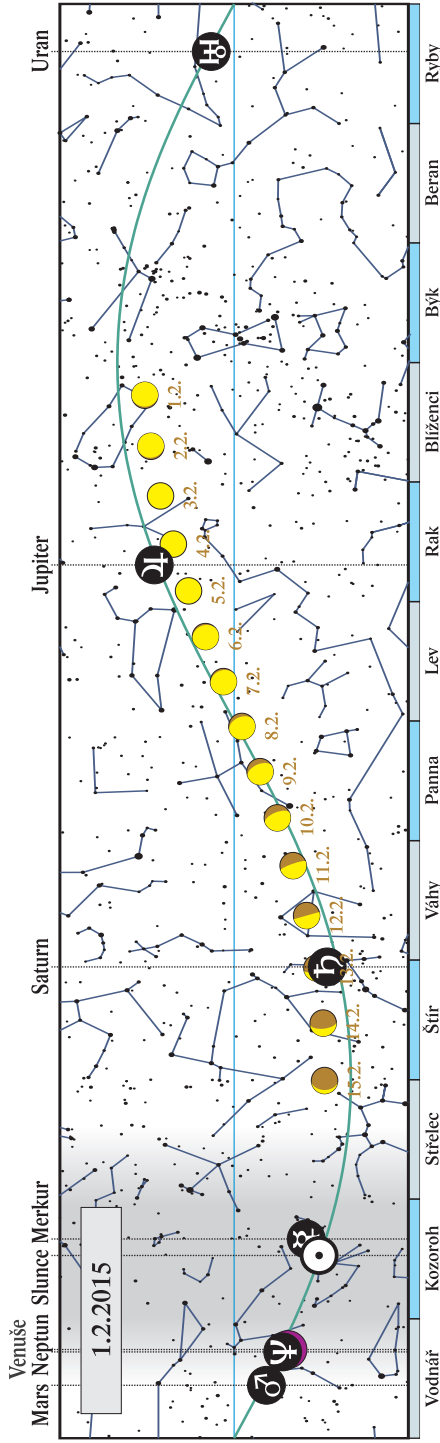 Venuše
Mars Neptun Slunce Merkur Saturn Jupiter Uran
1.2.2015
15.2. 14.2. 13.2. 12.2. 11.2. 10.2. 9.2. 8.2. 7.2. 6.2. 5.2. 4.2. 3.2. 2.2. 1.2.
Vodnář Kozoroh Střelec Štír Váhy Panna Lev Rak Blíženci Býk Beran Ryby